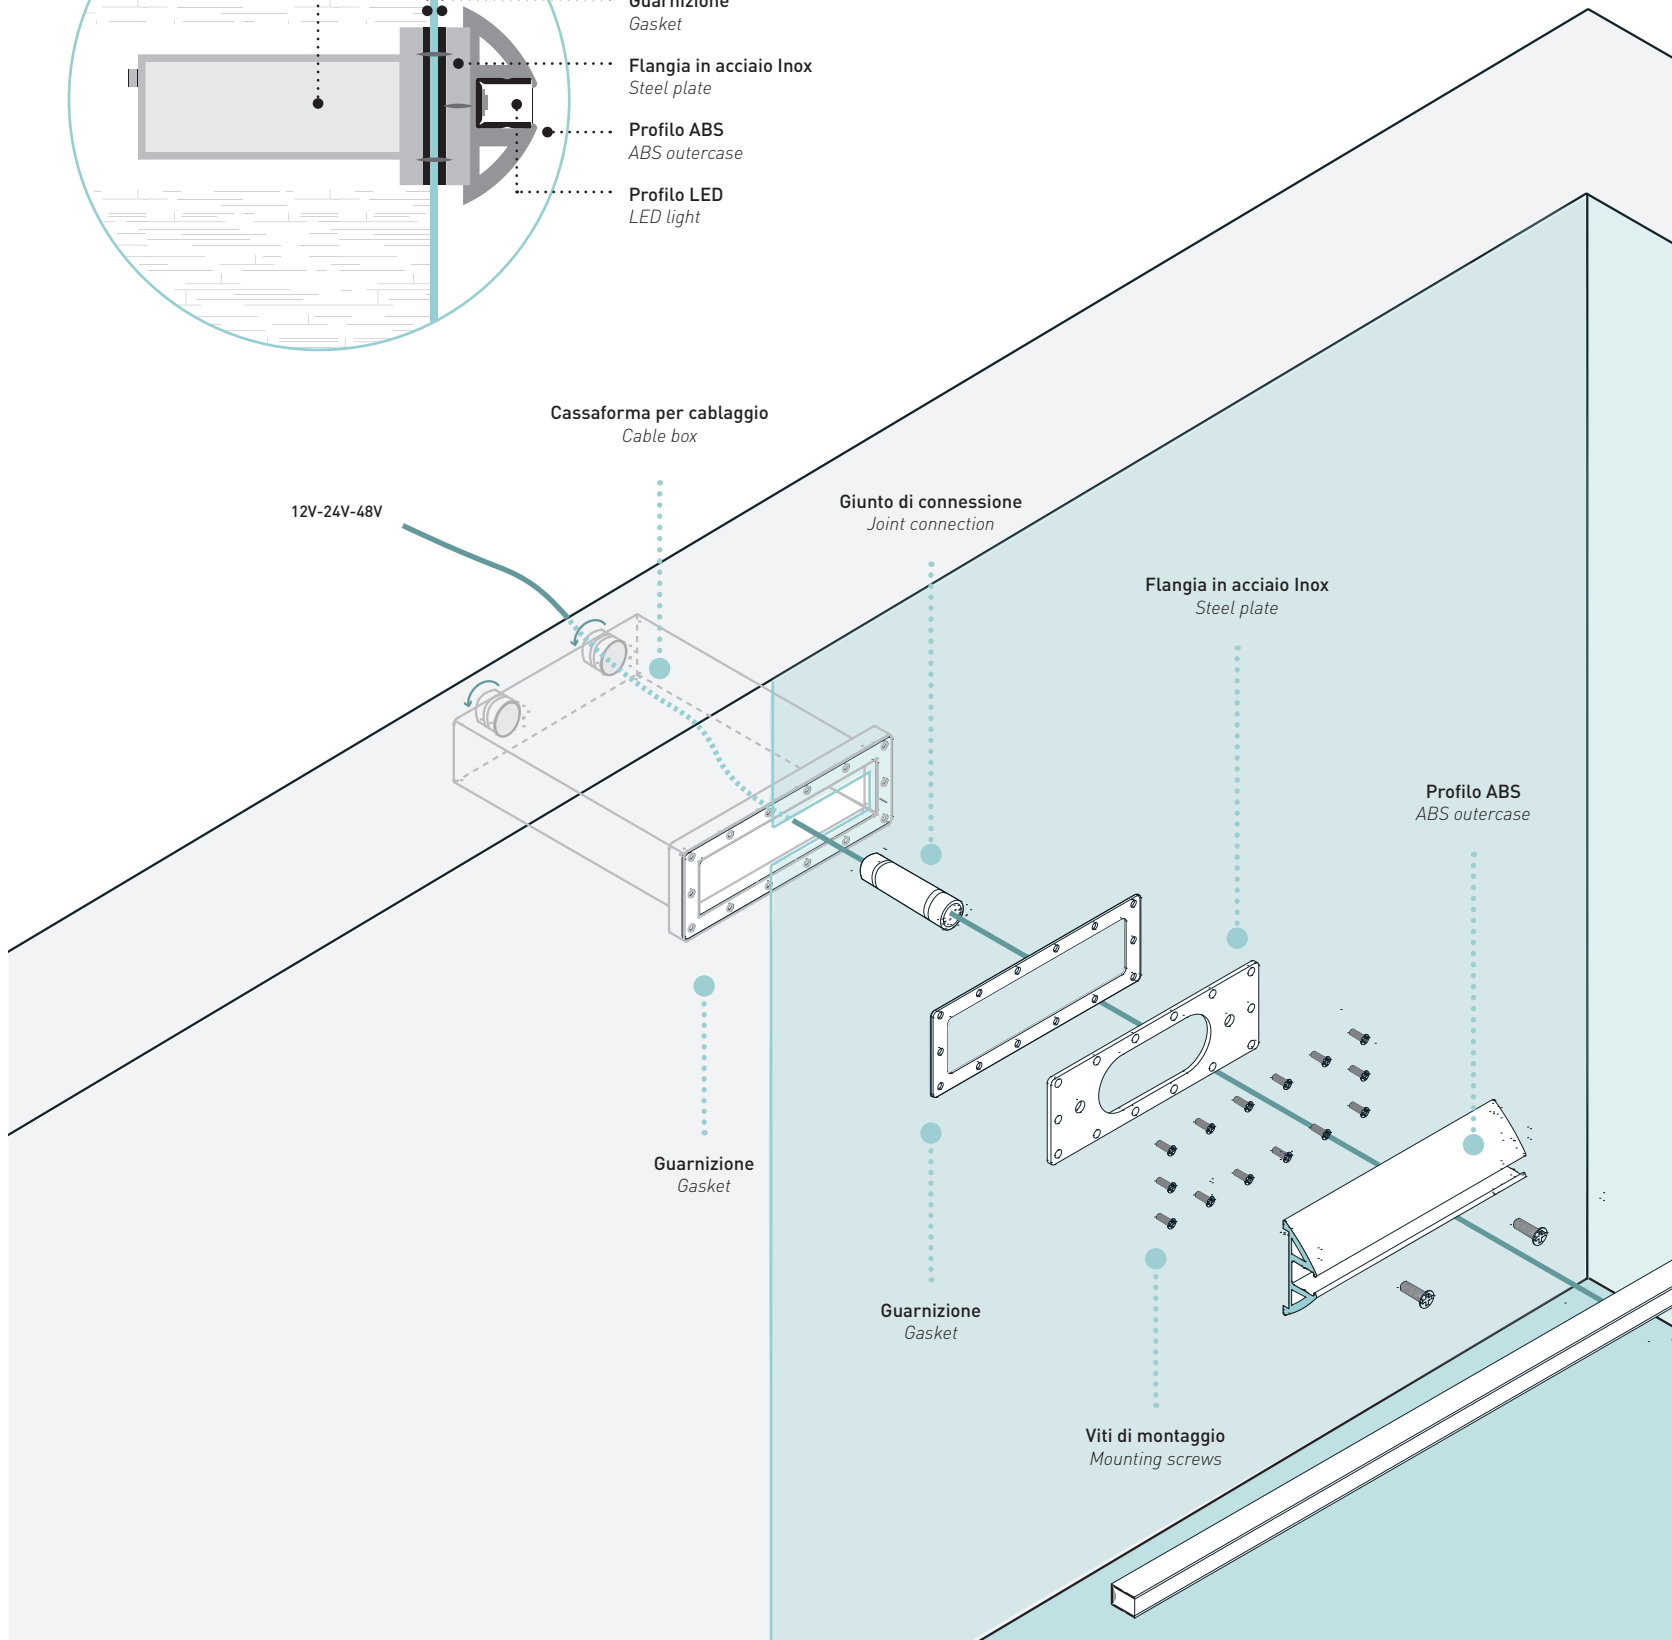 Guarnizione
Gasket
Flangia in acciaio Inox
Steel plate
Profilo ABS
ABS outercase
Profilo LED
LED light
Cassaforma per cablaggio
Cable box
12V-24V-48V
Giunto di connessione
Joint connection
Flangia in acciaio Inox
Steel plate
Profilo ABS
ABS outercase
Guarnizione
Gasket
Guarnizione
Gasket
Viti di montaggio
Mounting screws